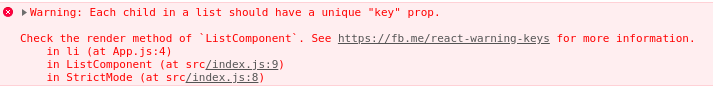 Warning: Each child in a list should have a unique "key" prop.
Check the render method of `ListComponent`. See https://fb.me/react-warning-keys for more information.
in li (at App.js:4)
in ListComponent (at src/index.js:9)
in StrictMode (at src/index.js:8)